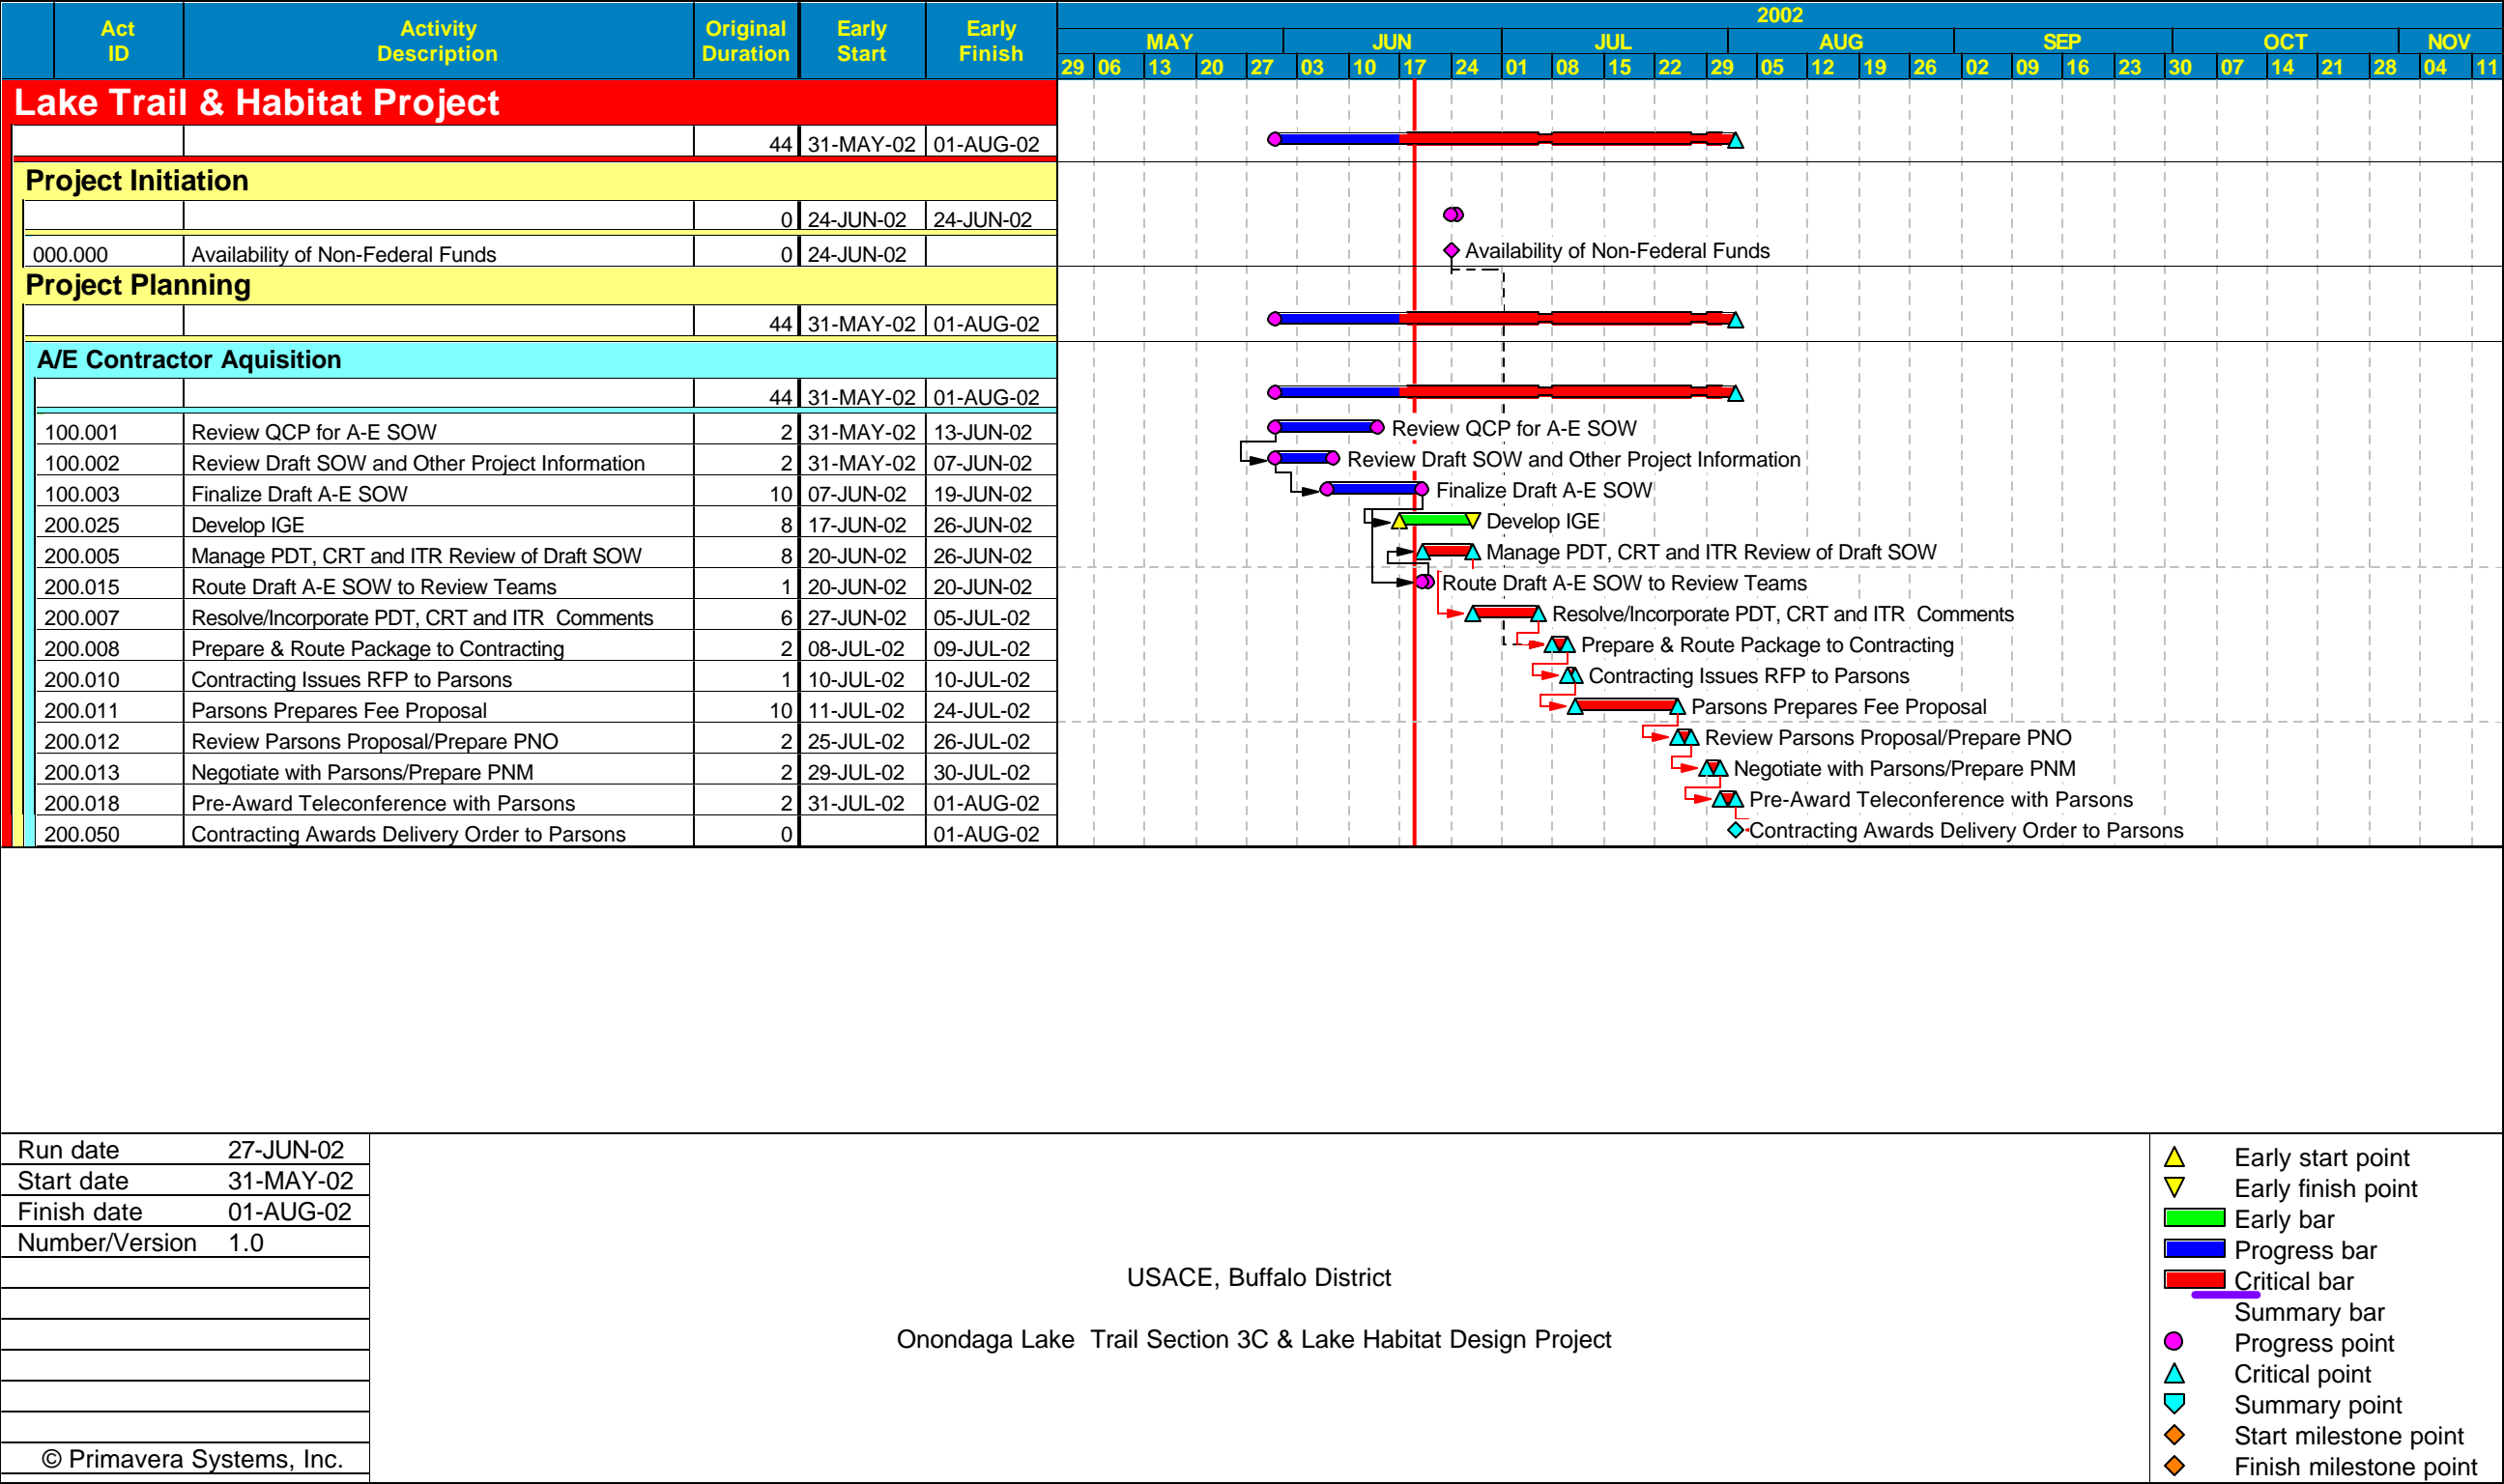 2002
Act ID Activity Description Original Duration Early Start Early Finish
MAY JUN JUL AUG SEP OCT NOV
29 06 13 20 27 03 10 17 24 01 08 15 22 29 05 12 19 26 02 09 16 23 30 07 14 21 28 04 11
Lake Trail & Habitat Project
44 31-MAY-02 01-AUG-02
Project Initiation
0 24-JUN-02 24-JUN-02
000.000 Availability of Non-Federal Funds 0 24-JUN-02 Availability of Non-Federal Funds
Project Planning
44 31-MAY-02 01-AUG-02
A/E Contractor Aquisition
44 31-MAY-02 01-AUG-02
100.001 Review QCP for A-E SOW 2 31-MAY-02 13-JUN-02 Review QCP for A-E SOW
100.002 Review Draft SOW and Other Project Information 2 31-MAY-02 07-JUN-02 Review Draft SOW and Other Project Information
100.003 Finalize Draft A-E SOW 10 07-JUN-02 19-JUN-02 Finalize Draft A-E SOW
200.025 Develop IGE 8 17-JUN-02 26-JUN-02 Develop IGE
200.005 Manage PDT, CRT and ITR Review of Draft SOW 8 20-JUN-02 26-JUN-02 Manage PDT, CRT and ITR Review of Draft SOW
200.015 Route Draft A-E SOW to Review Teams 1 20-JUN-02 20-JUN-02 Route Draft A-E SOW to Review Teams
200.007 Resolve/Incorporate PDT, CRT and ITR Comments 6 27-JUN-02 05-JUL-02 Resolve/Incorporate PDT, CRT and ITR Comments
200.008 Prepare & Route Package to Contracting 2 08-JUL-02 09-JUL-02 Prepare & Route Package to Contracting
200.010 Contracting Issues RFP to Parsons 1 10-JUL-02 10-JUL-02 Contracting Issues RFP to Parsons
200.011 Parsons Prepares Fee Proposal 10 11-JUL-02 24-JUL-02 Parsons Prepares Fee Proposal
200.012 Review Parsons Proposal/Prepare PNO 2 25-JUL-02 26-JUL-02 Review Parsons Proposal/Prepare PNO
200.013 Negotiate with Parsons/Prepare PNM 2 29-JUL-02 30-JUL-02 Negotiate with Parsons/Prepare PNM
200.018 Pre-Award Teleconference with Parsons 2 31-JUL-02 01-AUG-02 Pre-Award Teleconference with Parsons
200.050 Contracting Awards Delivery Order to Parsons 0 01-AUG-02 Contracting Awards Delivery Order to Parsons
Run date 27-JUN-02
Start date 31-MAY-02
Finish date 01-AUG-02
Number/Version 1.0
© Primavera Systems, Inc.
USACE, Buffalo District
Onondaga Lake Trail Section 3C & Lake Habitat Design Project
Early start point
Early finish point
Early bar
Progress bar
Critical bar
Summary bar
Progress point
Critical point
Summary point
Start milestone point
Finish milestone point